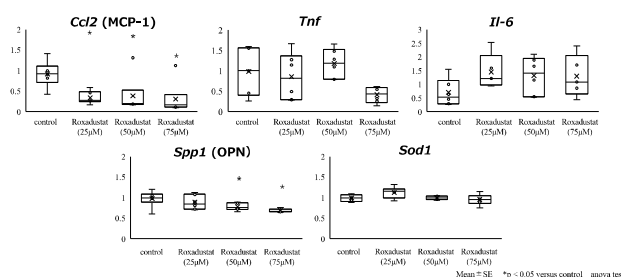 Ccl2 (MCP-1)
2
1.5
1
0.5
0
*
*
*
control
Roxadustat
(25μM)
Roxadustat
(50μM)
Roxadustat
(75μM)
Tnf
2
1.5
1
0.5
0
control
Roxadustat
(25μM)
Roxadustat
(50μM)
Roxadustat
(75μM)
Il-6
3
2.5
2
1.5
1
0.5
0
control
Roxadustat
(25μM)
Roxadustat
(50μM)
Roxadustat
(75μM)
Spp1 (OPN)
2
1.5
1
0.5
0
*
*
control
Roxadustat
(25μM)
Roxadustat
(50μM)
Roxadustat
(75μM)
Sod1
2
1.5
1
0.5
0
control
Roxadustat
(25μM)
Roxadustat
(50μM)
Roxadustat
(75μM)
Mean ± SE *p < 0.05 versus control anova test